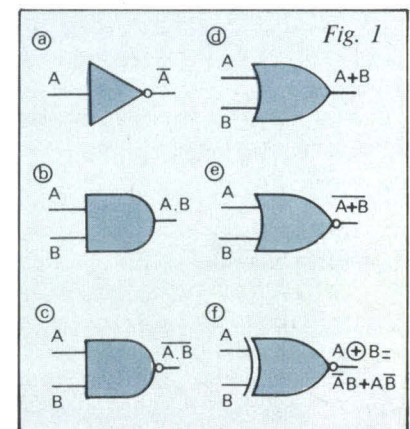 Fig. 1
ⓐ
A
A̅
ⓑ
A
B
A.B
ⓒ
A
B
A̅.̅B̅
ⓓ
A
B
A+B
ⓔ
A
B
A̅+̅B̅
ⓕ
A
B
A⊕B=
A̅B+AB̅